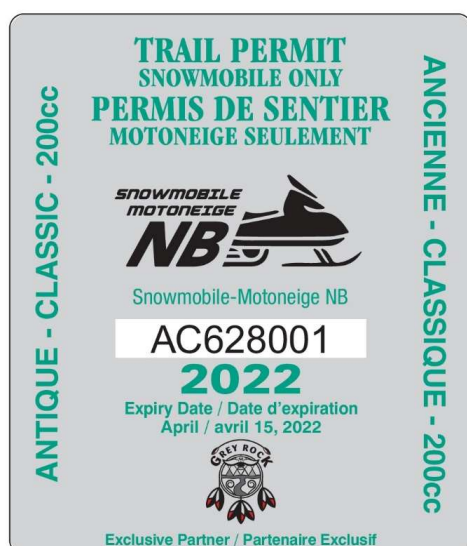 TRAIL PERMIT
SNOWMOBILE ONLY
PERMIS DE SENTIER
MOTONEIGE SEULEMENT
ANTIQUE - CLASSIC - 200cc
ANCIENNE - CLASSIQUE - 200cc
SNOWMOBILE
MOTONEIGE
NB
Snowmobile-Motoneige NB
AC628001
2022
Expiry Date / Date d'expiration
April / avril 15, 2022
GREY ROCK
Exclusive Partner / Partenaire Exclusif